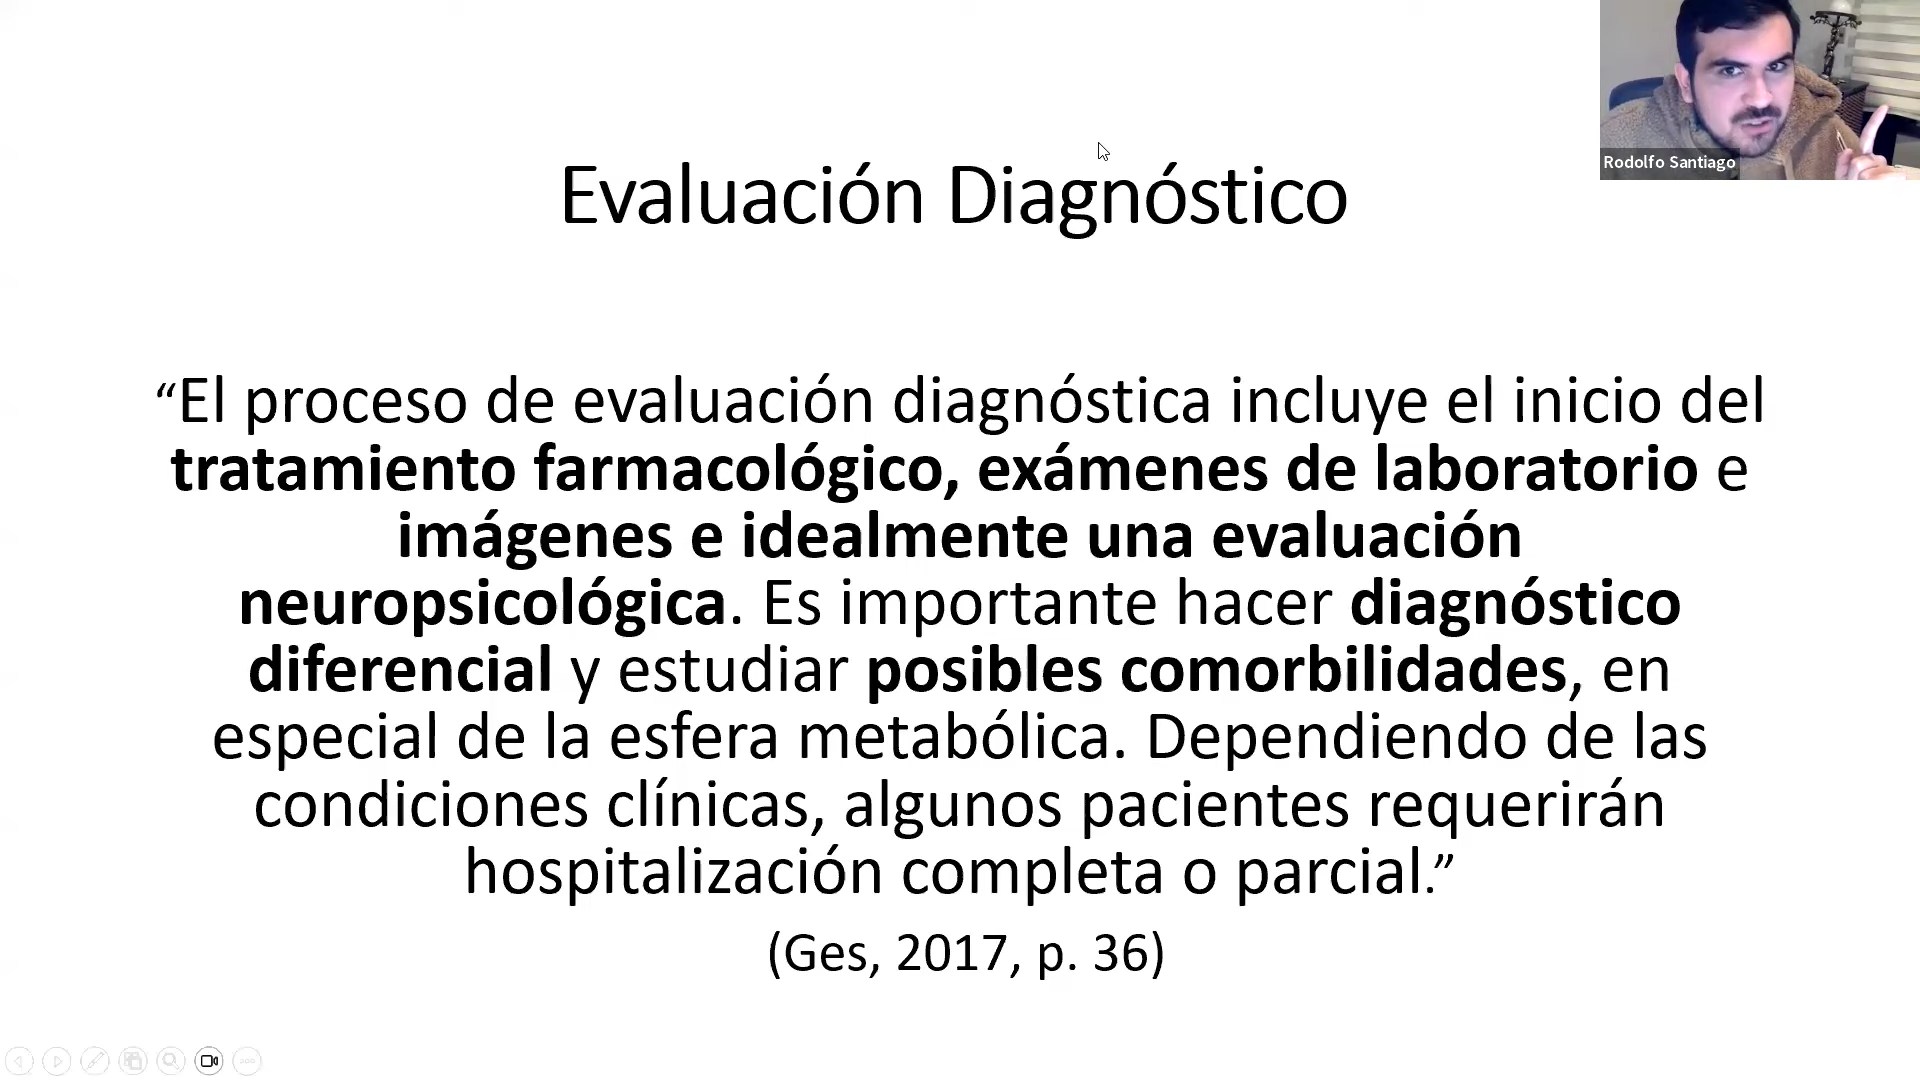 Rodolfo Santiago
Evaluación Diagnóstico
“El proceso de evaluación diagnóstica incluye el inicio del
tratamiento farmacológico, exámenes de laboratorio e
imágenes e idealmente una evaluación
neuropsicológica. Es importante hacer diagnóstico
diferencial y estudiar posibles comorbilidades, en
especial de la esfera metabólica. Dependiendo de las
condiciones clínicas, algunos pacientes requerirán
hospitalización completa o parcial.”
(Ges, 2017, p. 36)